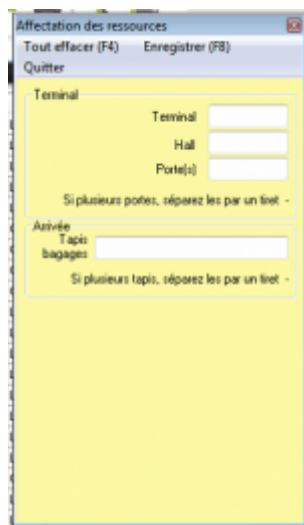 Affectation des ressources
Tout effacer (F4) Enregistrer (F8)
Quitter
Terminal
Terminal
Hall
Porte(s)
Si plusieurs portes, séparez les par un tiret -
Arrivée
Tapis
bagages
Si plusieurs tapis, séparez les par un tiret -